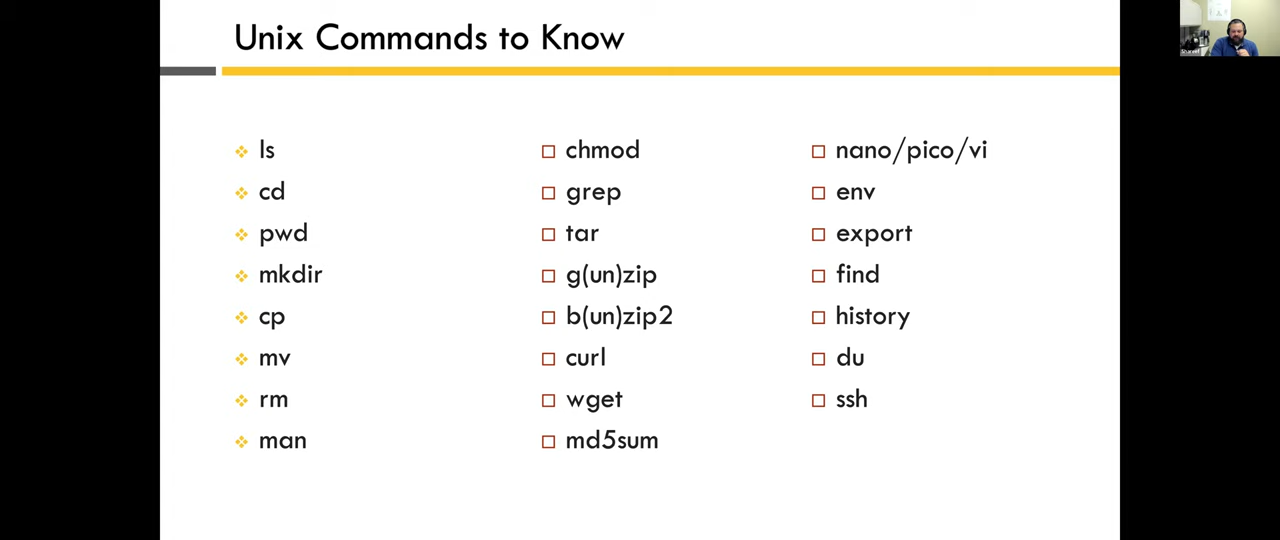 Unix Commands to Know
ls
cd
pwd
mkdir
cp
mv
rm
man
chmod
grep
tar
g(un)zip
b(un)zip2
curl
wget
md5sum
nano/pico/vi
env
export
find
history
du
ssh